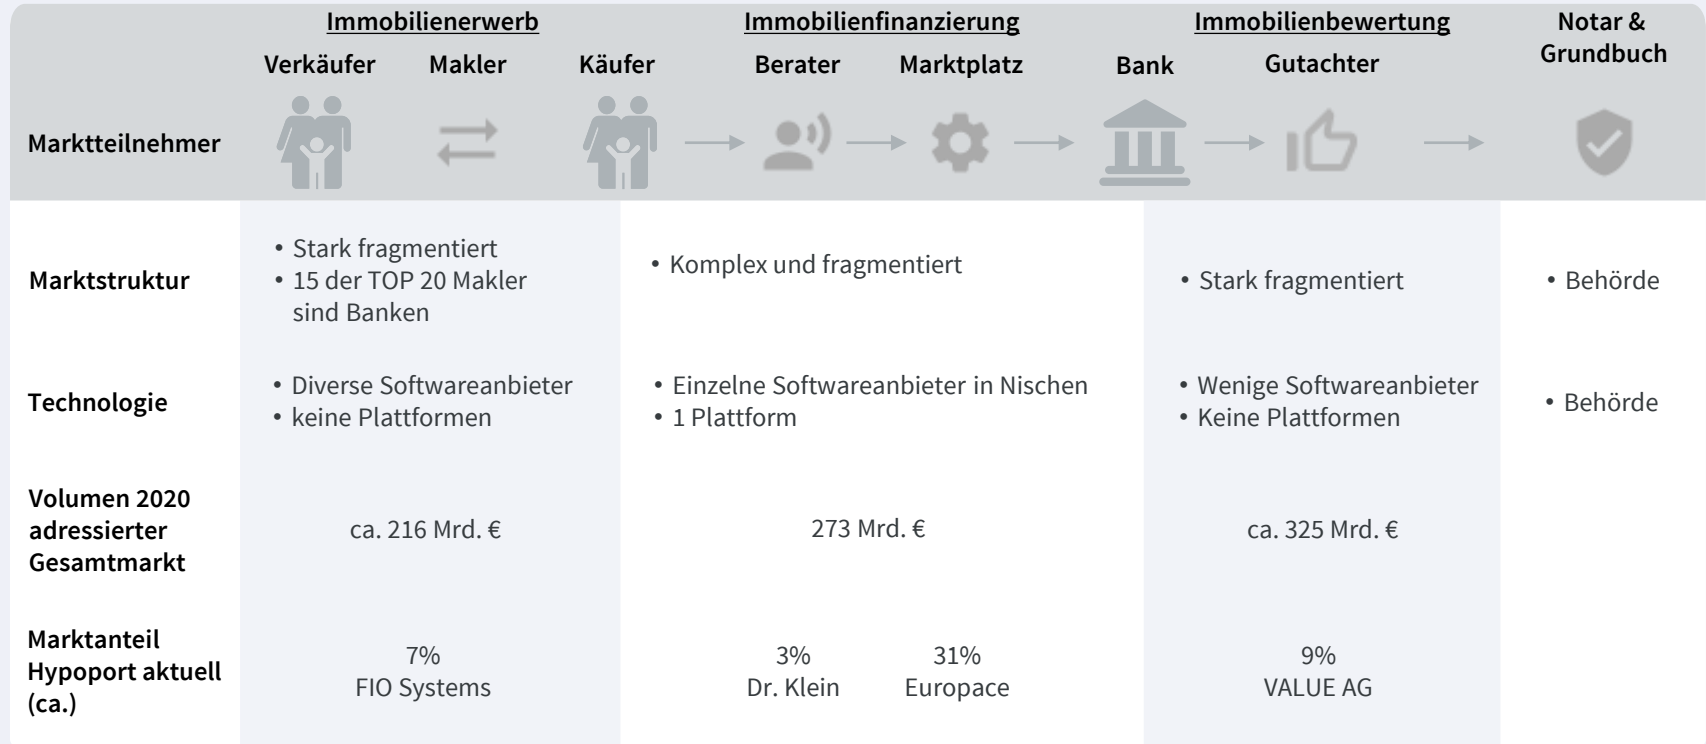 Immobilienerwerb
Immobilienfinanzierung
Immobilienbewertung
Notar &
Grundbuch
Verkäufer
Makler
Käufer
Berater
Marktplatz
Bank
Gutachter
Marktteilnehmer
Marktstruktur
• Stark fragmentiert
• 15 der TOP 20 Makler
sind Banken
• Komplex und fragmentiert
• Stark fragmentiert
• Behörde
Technologie
• Diverse Softwareanbieter
• keine Plattformen
• Einzelne Softwareanbieter in Nischen
• 1 Plattform
• Wenige Softwareanbieter
• Keine Plattformen
• Behörde
Volumen 2020
adressierter
Gesamtmarkt
ca. 216 Mrd. €
273 Mrd. €
ca. 325 Mrd. €
Marktanteil
Hypoport aktuell
(ca.)
7%
FIO Systems
3%
Dr. Klein
31%
Europace
9%
VALUE AG